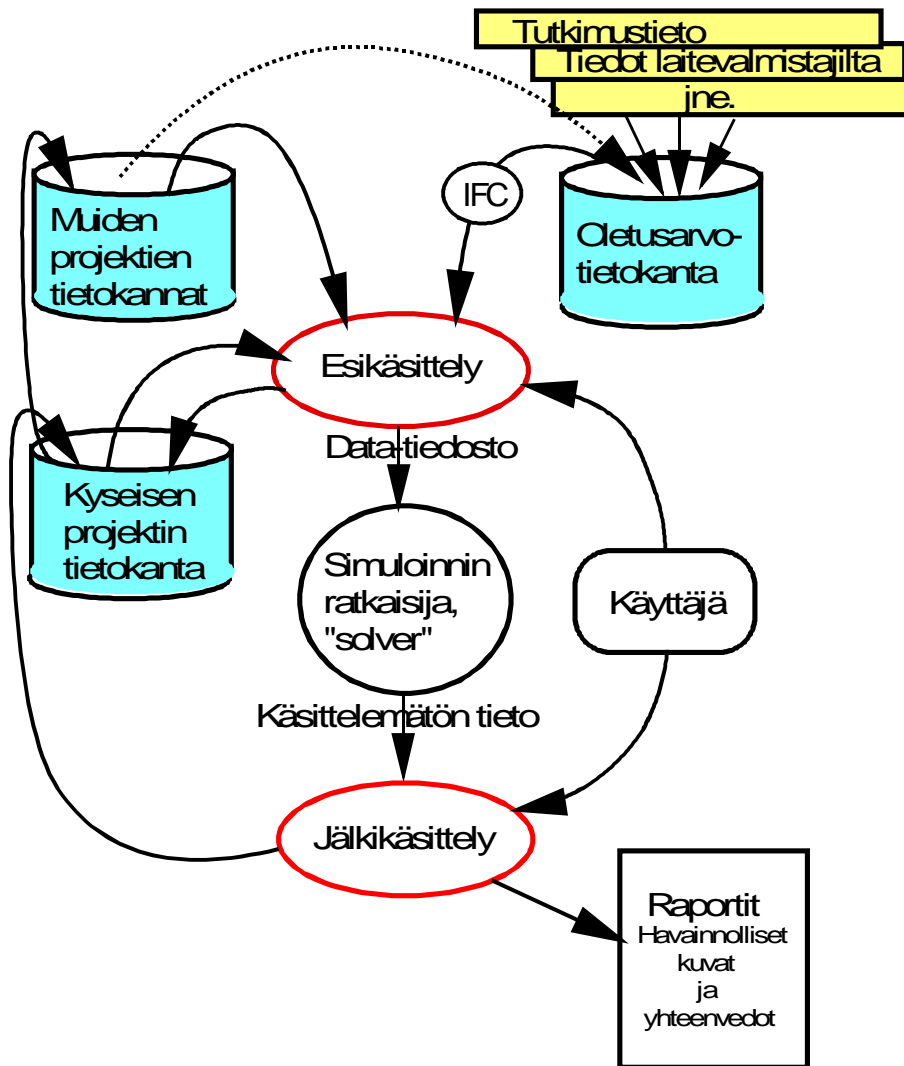 Tutkimustieto
Tiedot laitevalmistajilta
jne.
IFC
Muiden
projektien
tietokannat
Oletusarvo-
tietokanta
Esikäsittely
Data-tiedosto
Kyseisen
projektin
tietokanta
Simuloinnin
ratkaisija,
"solver"
Käyttäjä
Käsittelemätön tieto
Jälkikäsittely
Raportit
Havainnolliset
kuvat
ja
yhteenvedot